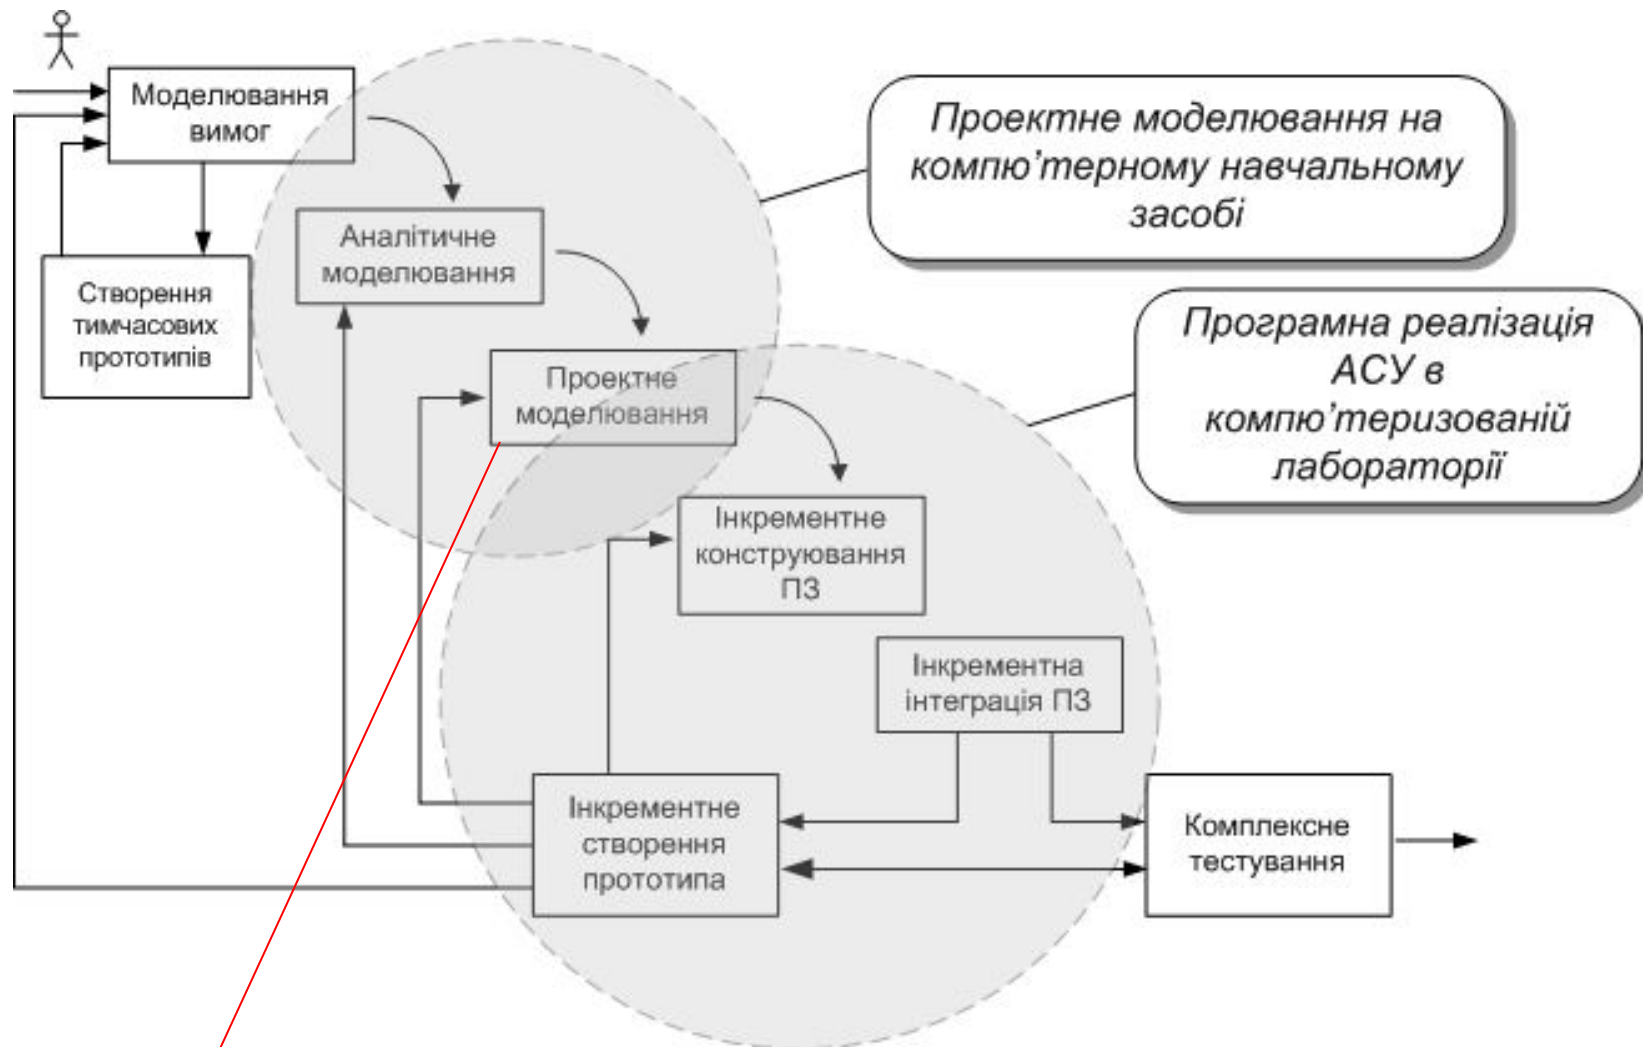 Моделювання
вимог
Проектне моделювання на
компю’терному навчальному
засобі
Аналітичне
моделювання
Створення
тимчасових
прототипів
Програмна реалізація
АСУ в
компю’теризованій
лабораторії
Проектне
моделювання
Інкрементне
конструювання
ПЗ
Інкрементна
інтеграція ПЗ
Інкрементне
створення
прототипа
Комплексне
тестування